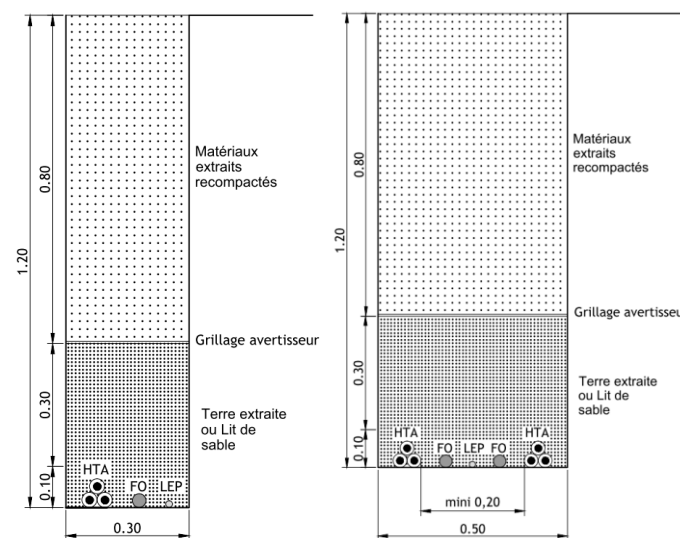 0.80
1.20
0.30
0.10
Matériaux
extraits
recompactés
Grillage avertisseur
Terre extraite
ou Lit de
sable
HTA
FO
LEP
0.30
0.80
1.20
0.30
0.10
Matériaux
extraits
recompactés
Grillage avertisseu
Terre extraite
ou Lit de
sable
HTA
FO
LEP
FO
HTA
mini 0,20
0.50